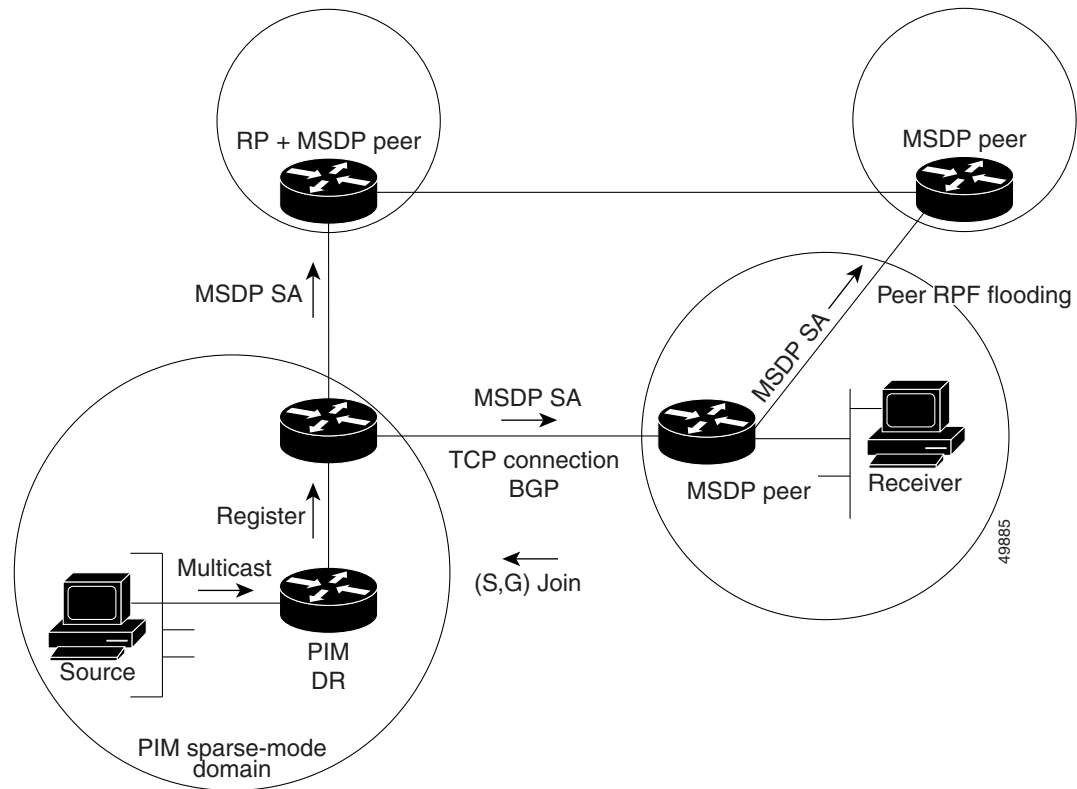 RP + MSDP peer
MSDP peer
MSDP SA
Peer RPF flooding
MSDP SA
MSDP SA
TCP connection
BGP
MSDP peer
Receiver
Register
49885
Multicast
(S,G) Join
Source
PIM
DR
PIM sparse-mode
domain